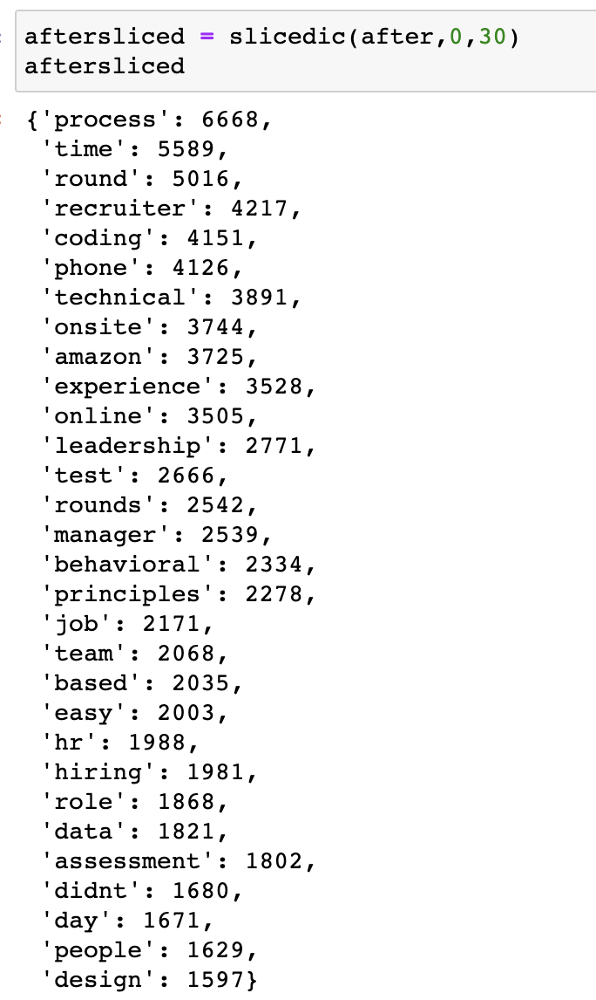 aftersliced = slicedic(after,0,30)
aftersliced
{'process': 6668,
'time': 5589,
'round': 5016,
'recruiter': 4217,
'coding': 4151,
'phone': 4126,
'technical': 3891,
'onsite': 3744,
'amazon': 3725,
'experience': 3528,
'online': 3505,
'leadership': 2771,
'test': 2666,
'rounds': 2542,
'manager': 2539,
'behavioral': 2334,
'principles': 2278,
'job': 2171,
'team': 2068,
'based': 2035,
'easy': 2003,
'hr': 1988,
'hiring': 1981,
'role': 1868,
'data': 1821,
'assessment': 1802,
'didnt': 1680,
'day': 1671,
'people': 1629,
'design': 1597}